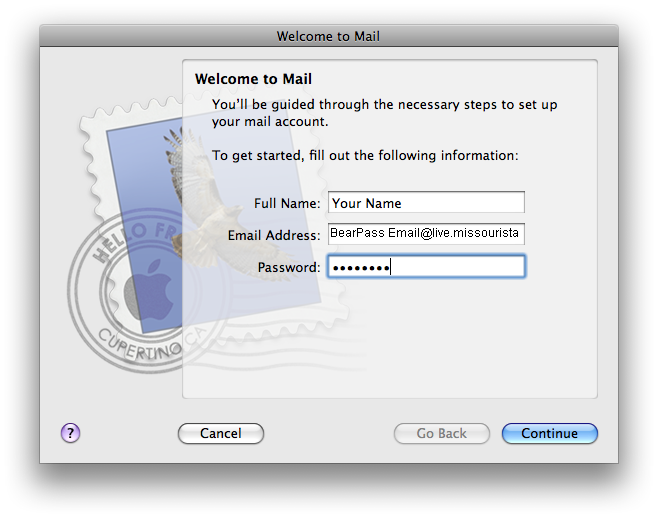 Welcome to Mail
Welcome to Mail
You'll be guided through the necessary steps to set up
your mail account.
To get started, fill out the following information:
Full Name: Your Name
Email Address: BearPass Email@live.missourista
Password: ••••••••
HELLO FR
CUPERTINO, CA
? Cancel Go Back Continue